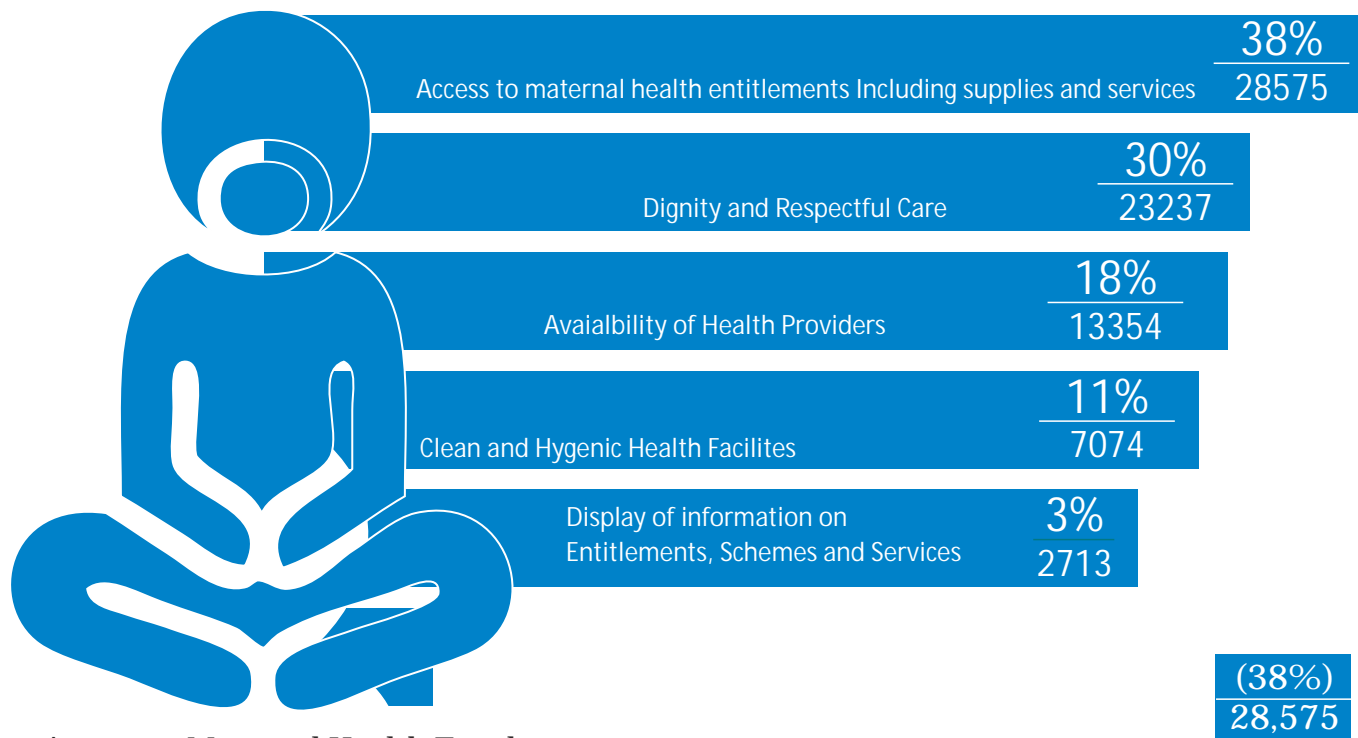 38%
Access to maternal health entitlements Including supplies and services 28575
30%
Dignity and Respectful Care 23237
18%
Avaialbility of Health Providers 13354
11%
Clean and Hygenic Health Facilites 7074
Display of information on 3%
Entitlements, Schemes and Services 2713
(38%)
28,575